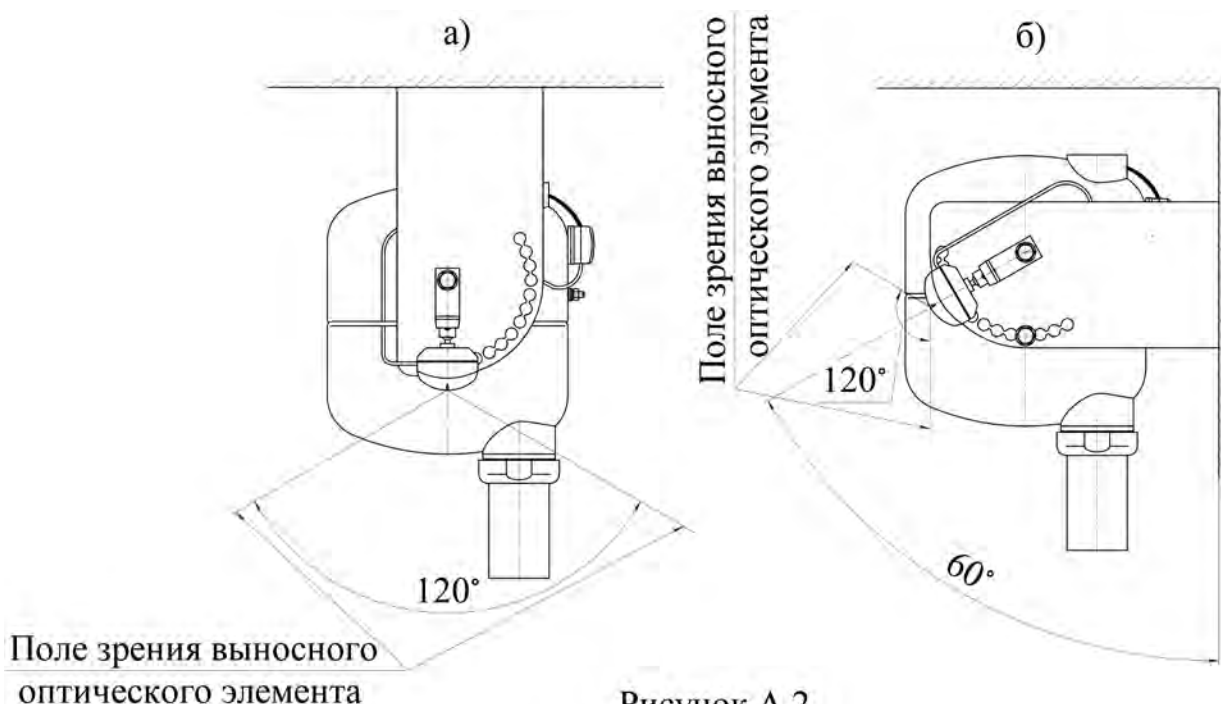 а)
б)
Поле зрения выносного
оптического элемента
120°
60°
120°
Поле зрения выносного
оптического элемента
Рисунок А 2